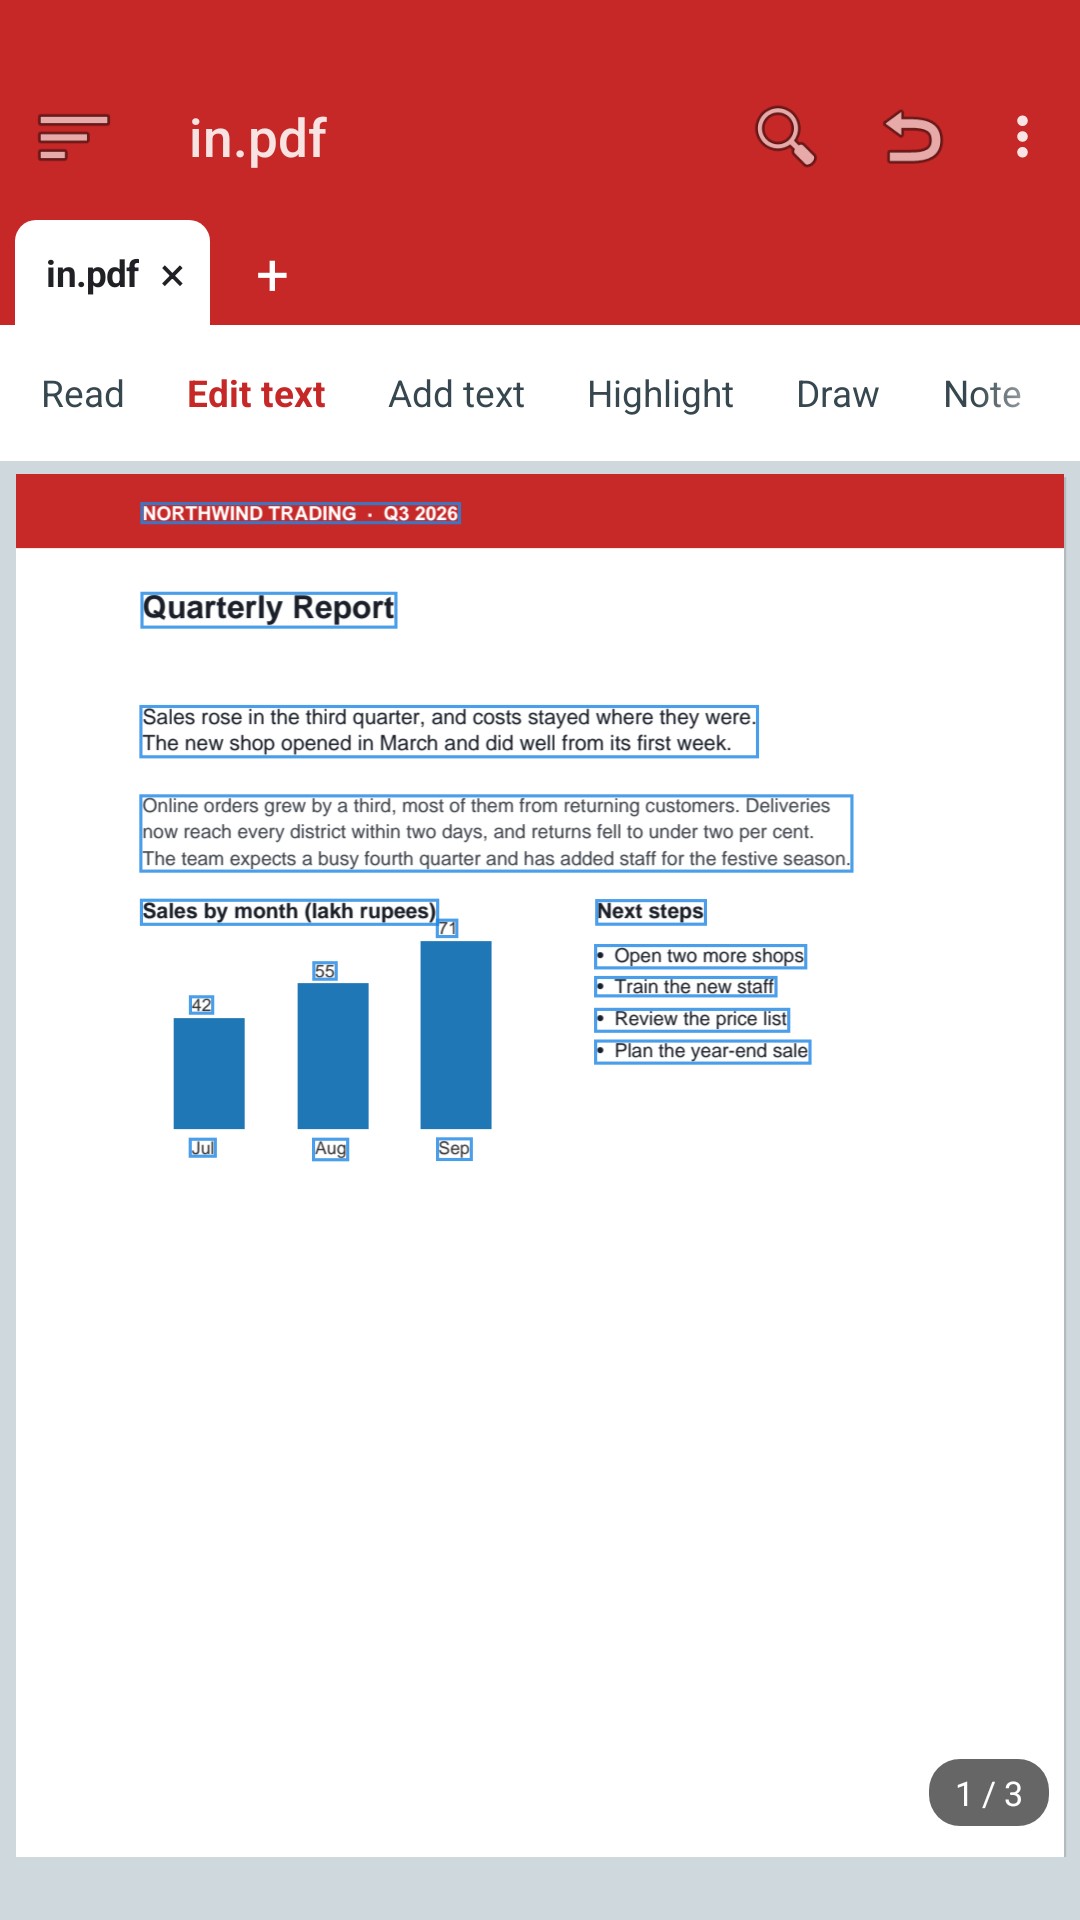 in.pdf
in.pdf × +
Read Edit text Add text Highlight Draw Note
NORTHWIND TRADING · Q3 2026
Quarterly Report
Sales rose in the third quarter, and costs stayed where they were.
The new shop opened in March and did well from its first week.
Online orders grew by a third, most of them from returning customers. Deliveries
now reach every district within two days, and returns fell to under two per cent.
The team expects a busy fourth quarter and has added staff for the festive season.
Sales by month (lakh rupees)
71
55
42
Jul Aug Sep
Next steps
• Open two more shops
• Train the new staff
• Review the price list
• Plan the year-end sale
1 / 3